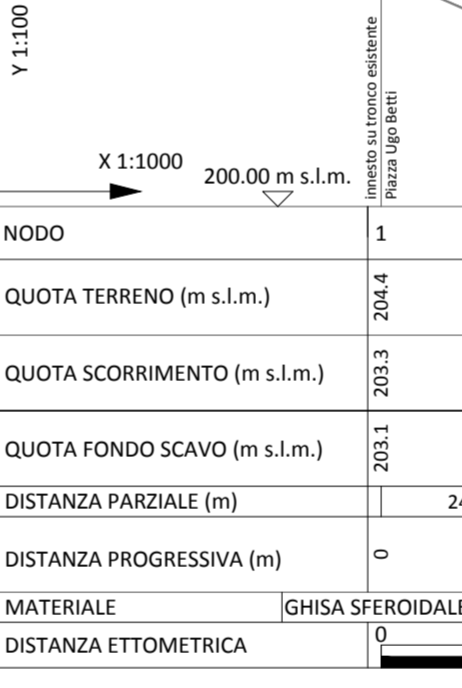 Y 1:100
innesto su tronco esistente
Piazza Ugo Betti
X 1:1000
200.00 m s.l.m.
NODO 1
QUOTA TERRENO (m s.l.m.) 204.4
QUOTA SCORRIMENTO (m s.l.m.) 203.3
QUOTA FONDO SCAVO (m s.l.m.) 203.1
DISTANZA PARZIALE (m) 24
DISTANZA PROGRESSIVA (m) 0
MATERIALE GHISA SFEROIDALE
DISTANZA ETTOMETRICA 0